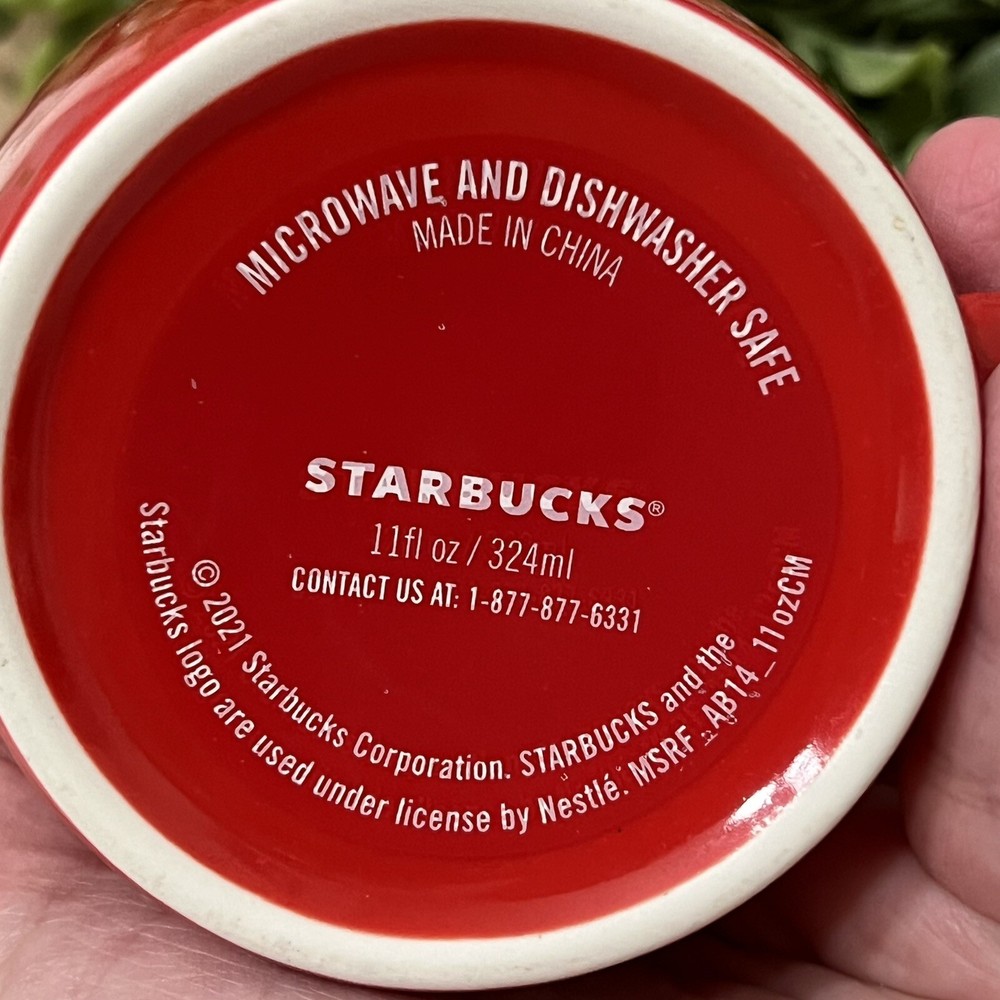 MICROWAVE AND DISHWASHER SAFE
MADE IN CHINA
STARBUCKS®
11fl oz / 324ml
CONTACT US AT: 1-877-877-6331
© 2021 Starbucks Corporation. STARBUCKS and the
Starbucks logo are used under license by Nestlé. MSRF_AB14_11ozCM